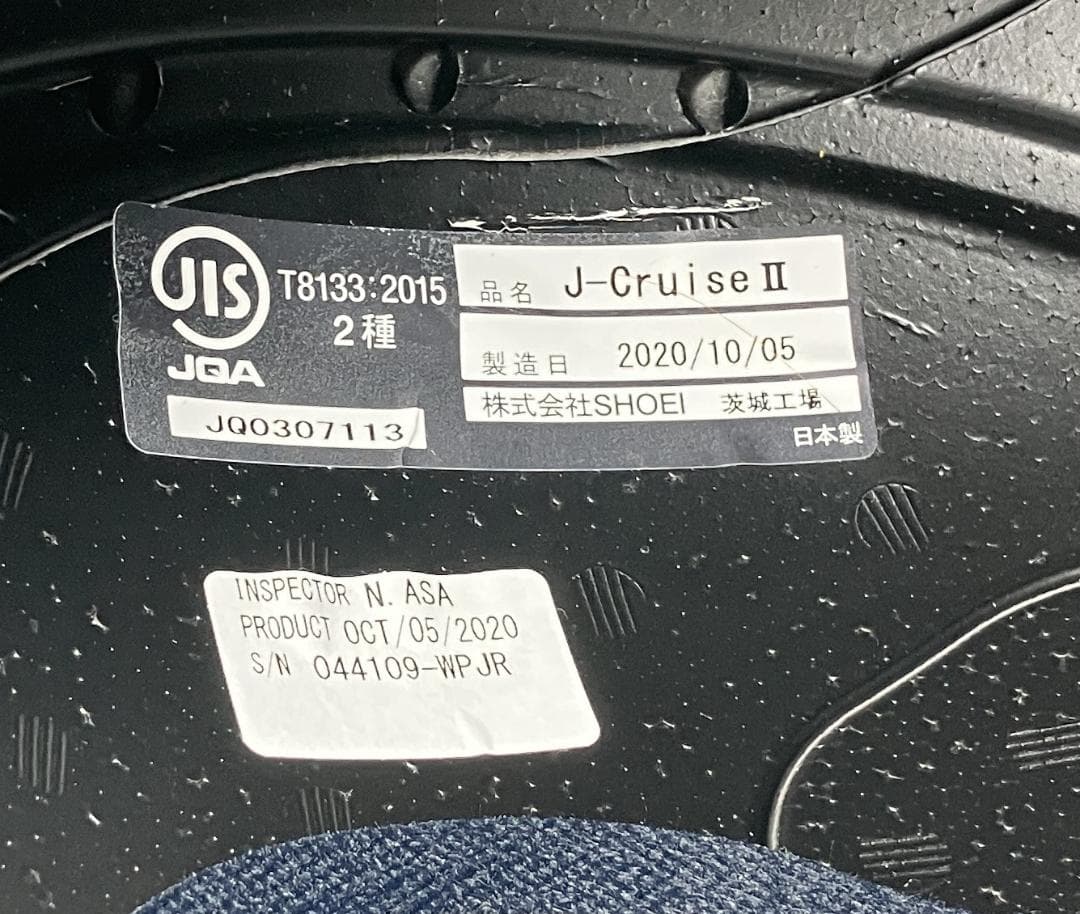 JIS
T8133:2015
2種
JQA
JQ0307113
品名 J-CruiseⅡ
製造日 2020/10/05
株式会社SHOEI 茨城工場
日本製
INSPECTOR N. ASA
PRODUCT OCT/05/2020
S/N 044109-WPJR